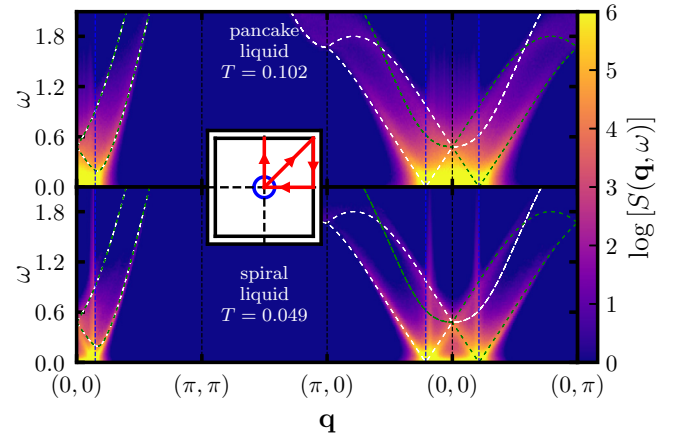 1.8
1.2
ω
0.6
0.0
pancake
liquid
T = 0.102
1.8
1.2
ω
0.6
0.0
spiral
liquid
T = 0.049
(0, 0)
(π, π)
(π, 0)
(0, 0)
(0, π)
q
6
5
4
3
2
1
0
log [S(q, ω)]